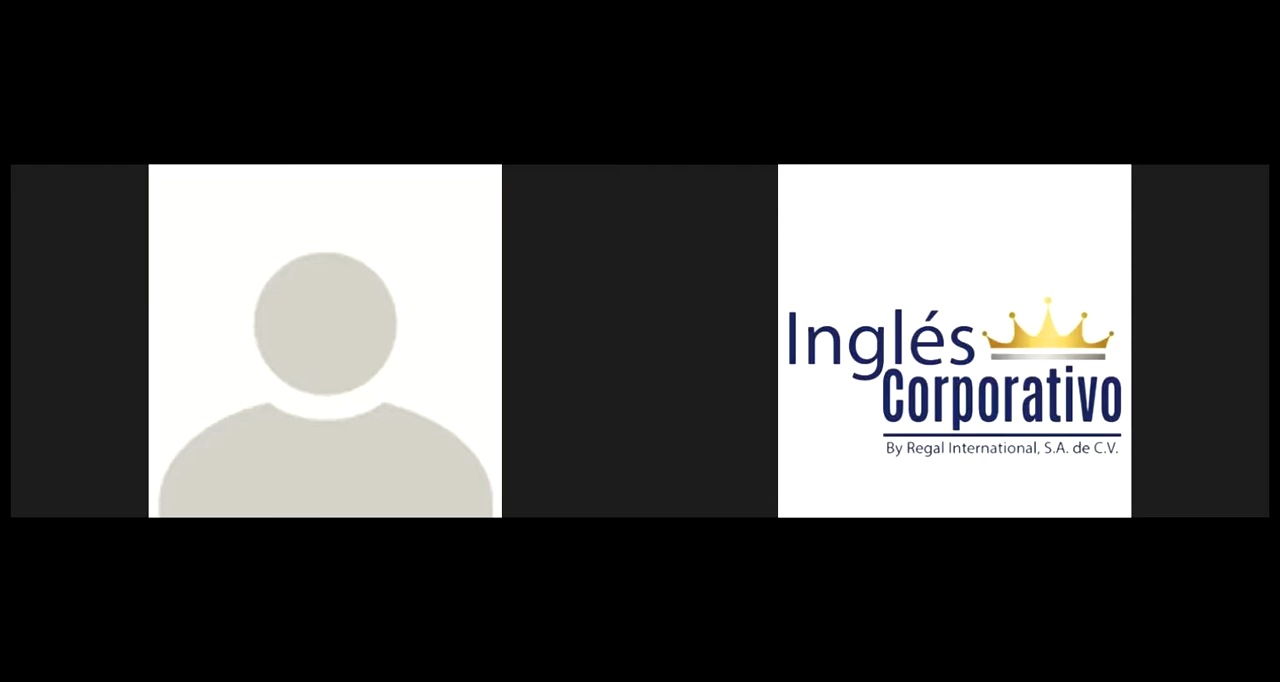 Inglés
Corporativo
By Regal International, S.A. de C.V.